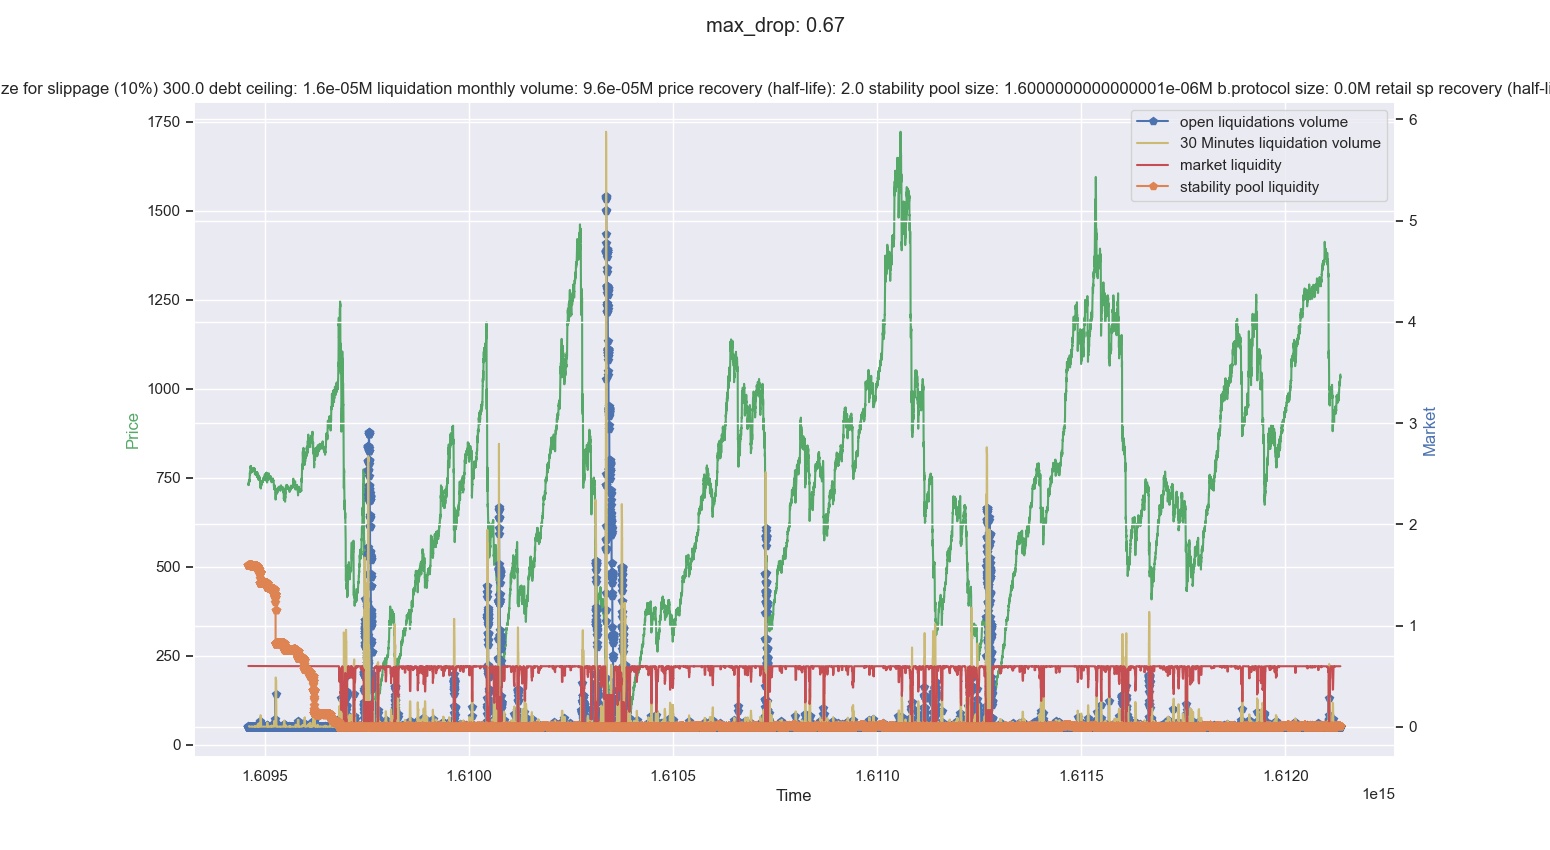 max_drop: 0.67
ze for slippage (10%) 300.0 debt ceiling: 1.6e-05M liquidation monthly volume: 9.6e-05M price recovery (half-life): 2.0 stability pool size: 1.6000000000000001e-06M b.protocol size: 0.0M retail sp recovery (half-li
open liquidations volume
30 Minutes liquidation volume
market liquidity
stability pool liquidity
1750
1500
1250
1000
750
500
250
0
Price
6
5
4
3
2
1
0
Market
1.6095 1.6100 1.6105 1.6110 1.6115 1.6120
1e15
Time